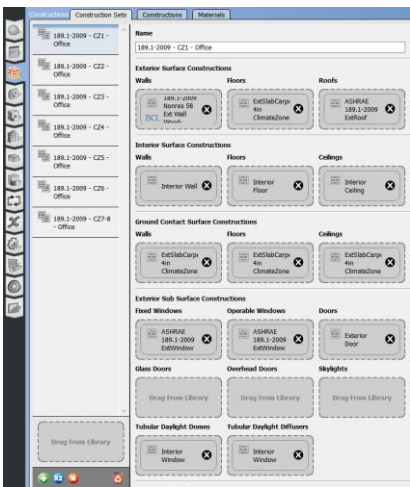 Constructions
Construction Sets
Constructions
Materials
189.1-2009 - CZ1 -
Office
189.1-2009 - CZ2 -
Office
189.1-2009 - CZ3 -
Office
189.1-2009 - CZ4 -
Office
189.1-2009 - CZ5 -
Office
189.1-2009 - CZ6 -
Office
189.1-2009 - CZ7-8
- Office
Drag From Library
Name
189.1-2009 - CZ1 - Office
Exterior Surface Constructions
Walls Floors Roofs
189.1-2009
Nonres SB
Ext Wall
BCL
ExtSlabCarp
4in
ClimateZone
ASHRAE
189.1-2009
ExtRoof
Interior Surface Constructions
Walls Floors Ceilings
Interior Wall
Interior
Floor
Interior
Ceiling
Ground Contact Surface Constructions
Walls Floors Ceilings
ExtSlabCarp
4in
ClimateZone
ExtSlabCarp
4in
ClimateZone
ExtSlabCarp
4in
ClimateZone
Exterior Sub Surface Constructions
Fixed Windows Operable Windows Doors
ASHRAE
189.1-2009
ExtWindow
ASHRAE
189.1-2009
ExtWindow
Exterior
Door
Glass Doors Overhead Doors Skylights
Drag From Library Drag From Library Drag From Library
Tubular Daylight Domes Tubular Daylight Diffusers
Interior
Window
Interior
Window